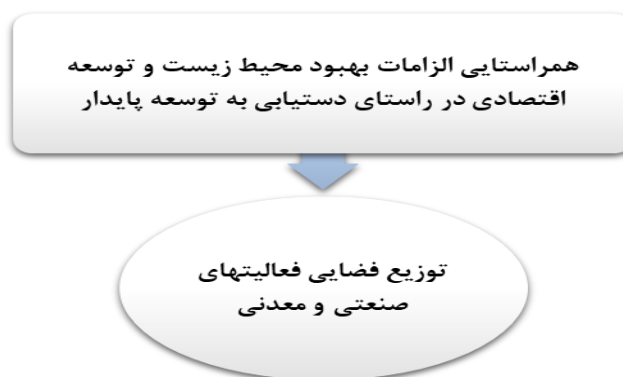 همراستایی الزامات بهبود محیط زیست و توسعه
اقتصادی در راستای دستیابی به توسعه پایدار
توزیع فضایی فعالیتهای
صنعتی و معدنی